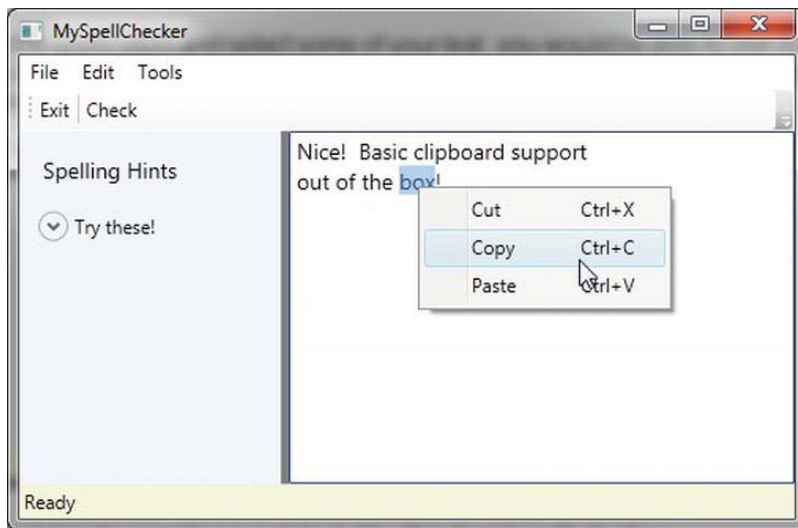 MySpellChecker
File Edit Tools
Exit Check
Spelling Hints
Try these!
Nice!  Basic clipboard support
out of the box!
Cut Ctrl+X
Copy Ctrl+C
Paste Ctrl+V
Ready